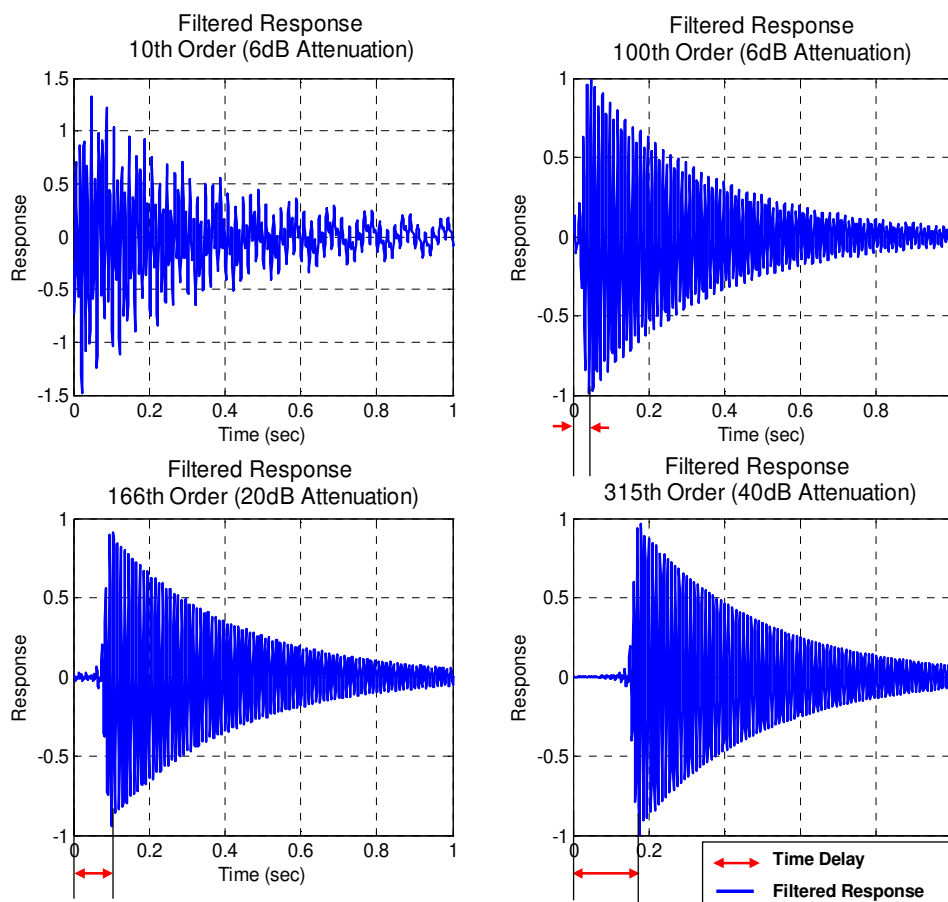 Filtered Response
10th Order (6dB Attenuation)
1.5
1
0.5
0
-0.5
-1
-1.5
Response
0
0.2
0.4
0.6
0.8
1
Time (sec)
Filtered Response
100th Order (6dB Attenuation)
1
0.5
0
-0.5
-1
Response
0
0.2
0.4
0.6
0.8
Time (sec)
Filtered Response
166th Order (20dB Attenuation)
1
0.5
0
-0.5
-1
Response
0
0.2
0.4
0.6
0.8
1
Time (sec)
Filtered Response
315th Order (40dB Attenuation)
1
0.5
0
-0.5
-1
Response
0
0.2
Time Delay
Filtered Response